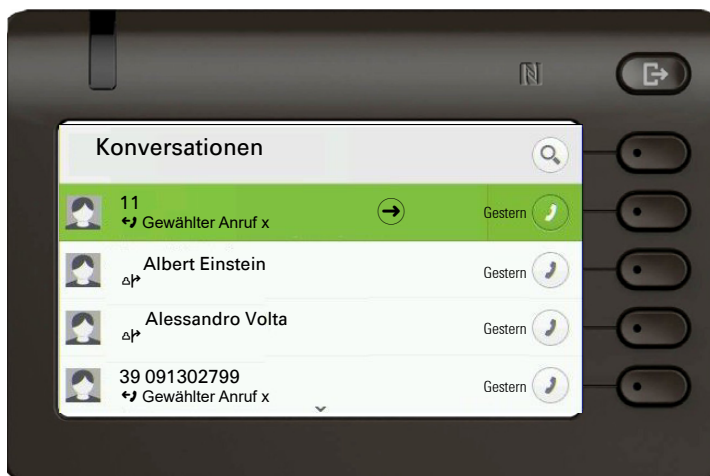 Konversationen
11
Gestern
Gewählter Anruf x
Albert Einstein
Gestern
Alessandro Volta
Gestern
39 091302799
Gestern
Gewählter Anruf x